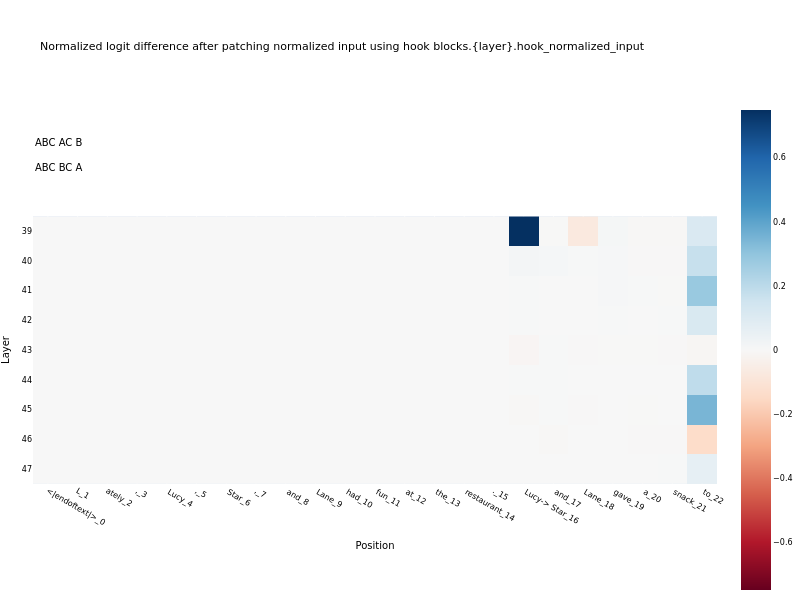 Normalized logit difference after patching normalized input using hook blocks.{layer}.hook_normalized_input
ABC AC B
ABC BC A
0.6
0.4
0.2
0
−0.2
−0.4
−0.6
39
40
41
42
43
44
45
46
47
Layer
<|endoftext|>_0
L_1
ately_2
,_3
Lucy_4
,_5
Star_6
,_7
and_8
Lane_9
had_10
fun_11
at_12
the_13
restaurant_14
._15
Lucy-> Star_16
and_17
Lane_18
gave_19
a_20
snack_21
to_22
Position